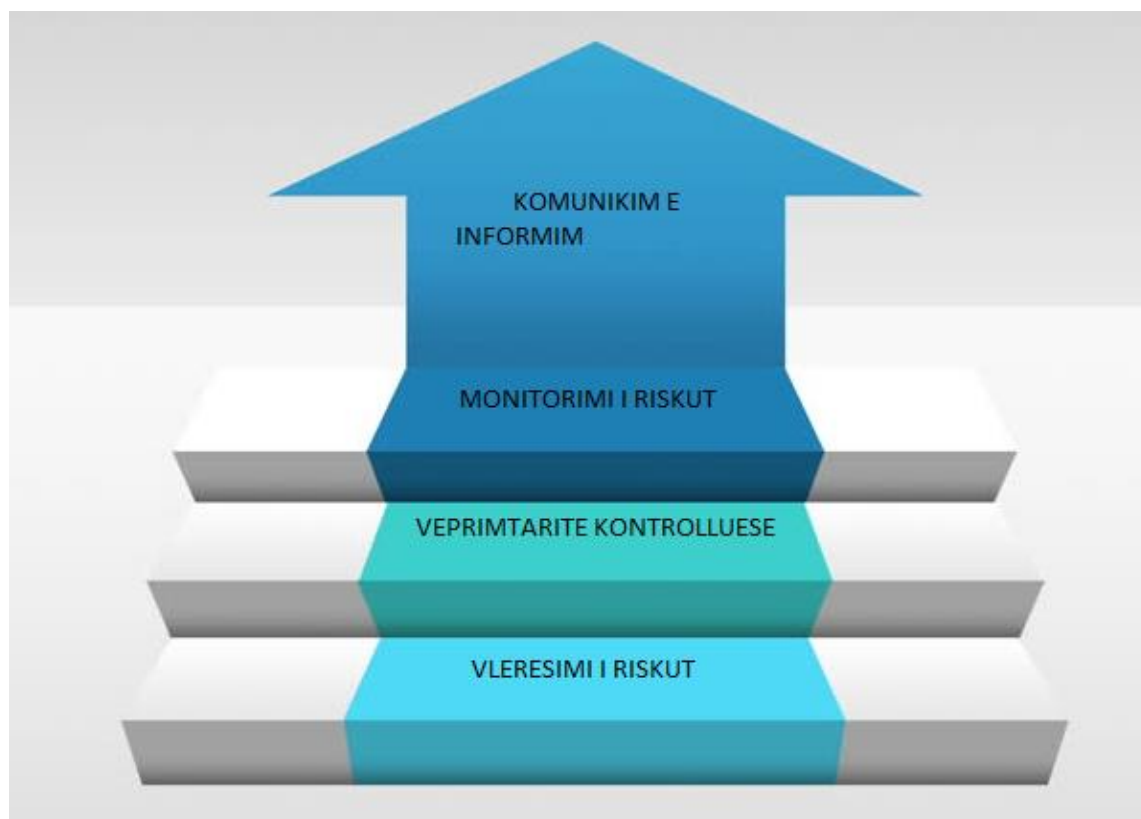 KOMUNIKIM E
INFORMIM
MONITORIMI I RISKUT
VEPRIMTARITE KONTROLLUESE
VLERESIMI I RISKUT